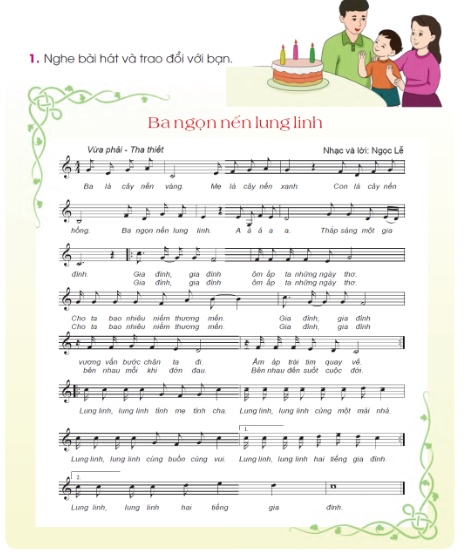 1. Nghe bài hát và trao đổi với bạn.
Ba ngọn nến lung linh
Vừa phải - Tha thiết
Nhạc và lời: Ngọc Lễ
Ba là cây nến vàng. Mẹ là cây nến xanh Con là cây nến
hồng. Ba ngọn nến lung linh. A á á a a. Thắp sáng một gia
đình. Gia đình, gia đình ôm ấp ta những ngày thơ.
Gia đình, gia đình ôm ấp ta những ngày thơ.
Cho ta bao nhiêu niềm thương mến. Gia đình, gia đình
Cho ta bao nhiêu niềm thương mến. Gia đình, gia đình
vương vấn bước chân ta đi. Ấm áp trái tim quay về.
bên nhau mỗi khi đớn đau. Bên nhau đến suốt cuộc đời.
Lung linh, lung linh tình mẹ tình cha. Lung linh, lung linh cùng một mái nhà.
1.
Lung linh, lung linh cùng buồn cùng vui. Lung linh, lung linh hai tiếng gia đình.
2.
Lung linh, lung linh hai tiếng gia đình.